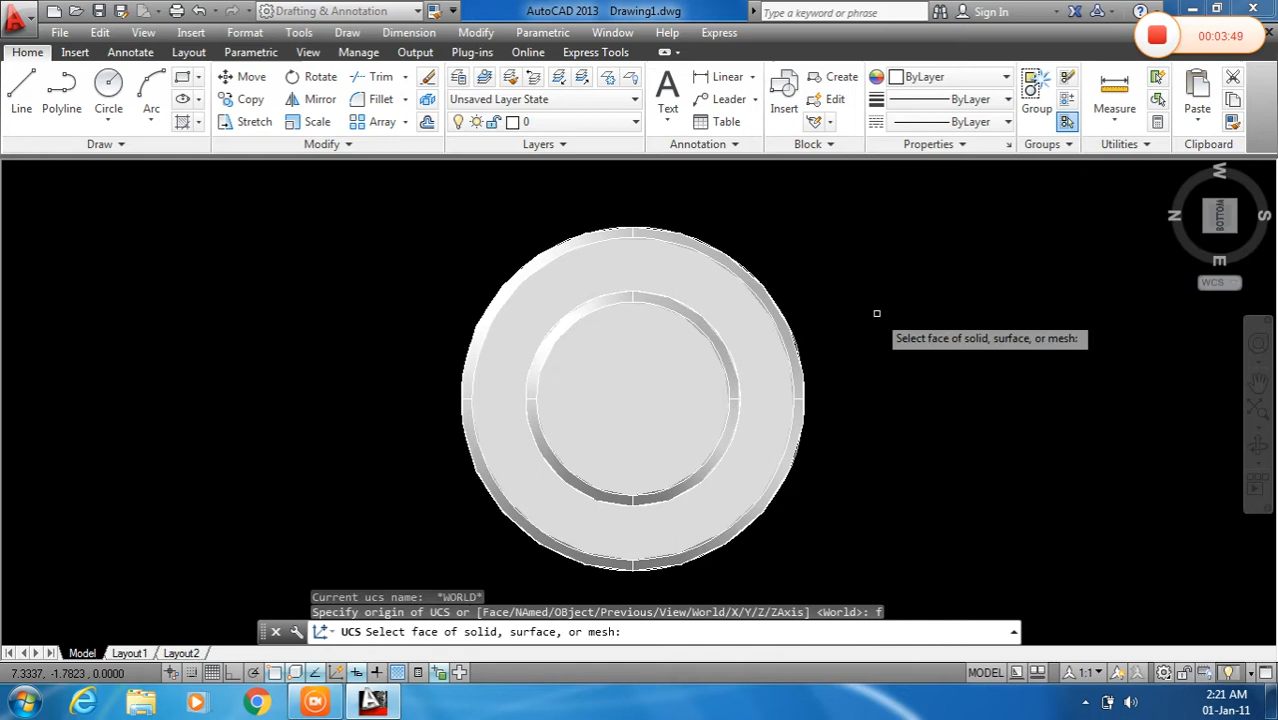 Drafting & Annotation
AutoCAD 2013 Drawing1.dwg
Type a keyword or phrase
Sign In
00:03:49
File Edit View Insert Format Tools Draw Dimension Modify Parametric Window Help Express
Home Insert Annotate Layout Parametric View Manage Output Plug-ins Online Express Tools
Line Polyline Circle Arc
Move Rotate Trim
Copy Mirror Fillet
Stretch Scale Array
Unsaved Layer State
0
Text
Linear
Leader
Table
Insert
Create
Edit
ByLayer
ByLayer
ByLayer
Group
Measure
Paste
Draw Modify Layers Annotation Block Properties Groups Utilities Clipboard
W
N BOTTOM S
E
WCS
Select face of solid, surface, or mesh:
Current ucs name: *WORLD*
Specify origin of UCS or [Face/NAmed/OBject/Previous/View/World/X/Y/Z/ZAxis] <World>: f
UCS Select face of solid, surface, or mesh:
Model Layout1 Layout2
7.3337, -1.7823, 0.0000
MODEL
1:1
2:21 AM
01-Jan-11